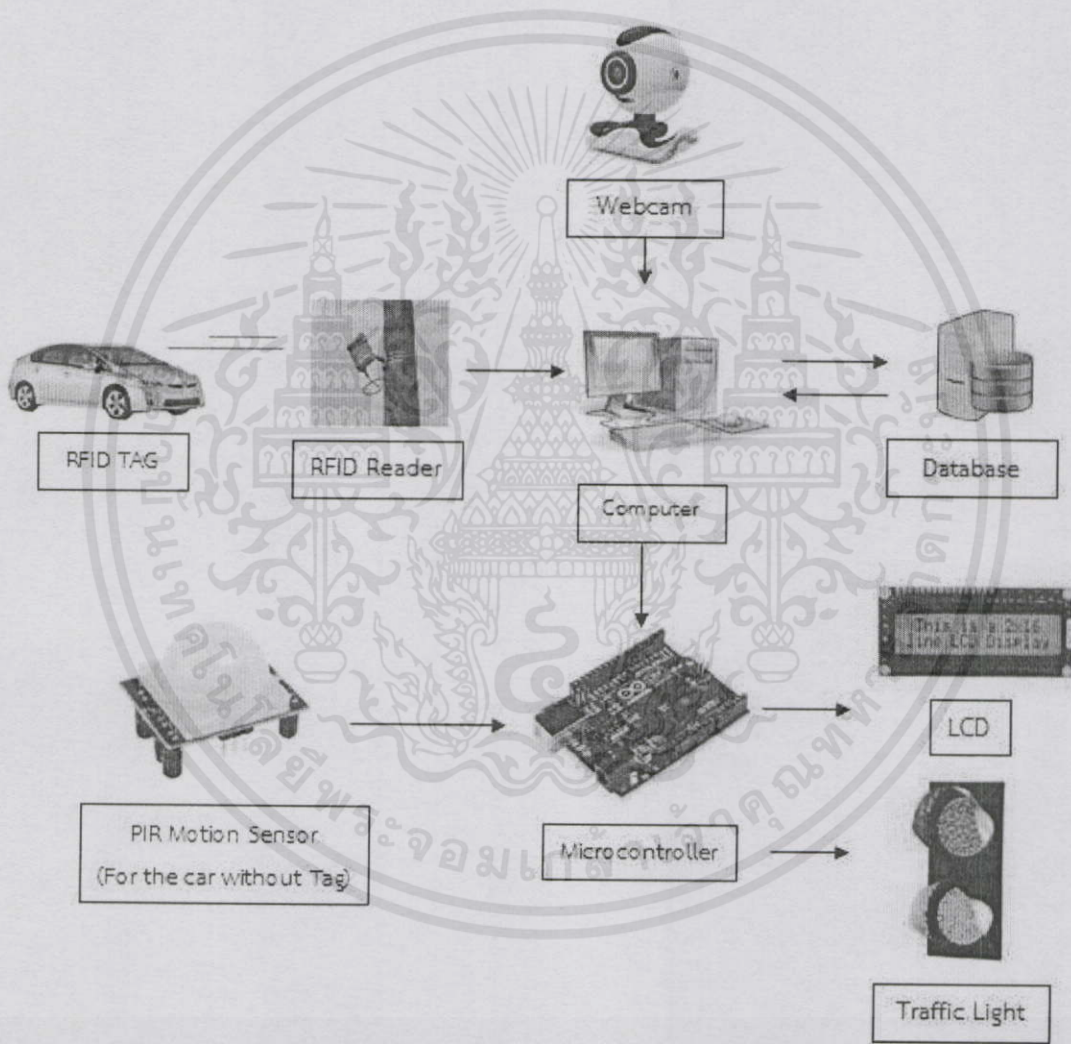 Webcam
RFID TAG
RFID Reader
Computer
Database
This is a 2x16
line LCD Display
LCD
PIR Motion Sensor
(For the car without Tag)
Microcontroller
Traffic Light